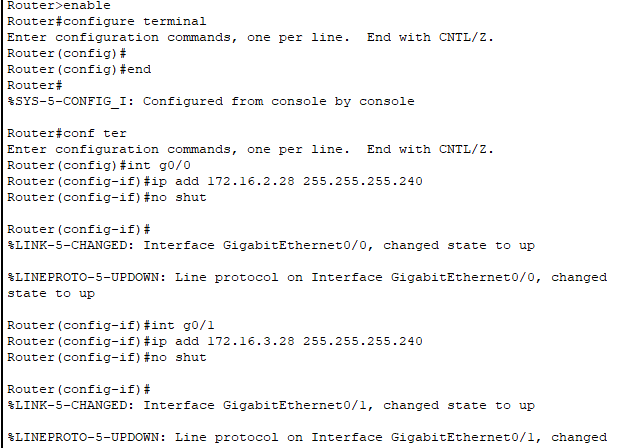 Router>enable
Router#configure terminal
Enter configuration commands, one per line.  End with CNTL/Z.
Router(config)#
Router(config)#end
Router#
%SYS-5-CONFIG_I: Configured from console by console
Router#conf ter
Enter configuration commands, one per line.  End with CNTL/Z.
Router(config)#int g0/0
Router(config-if)#ip add 172.16.2.28 255.255.255.240
Router(config-if)#no shut
Router(config-if)#
%LINK-5-CHANGED: Interface GigabitEthernet0/0, changed state to up
%LINEPROTO-5-UPDOWN: Line protocol on Interface GigabitEthernet0/0, changed
state to up
Router(config-if)#int g0/1
Router(config-if)#ip add 172.16.3.28 255.255.255.240
Router(config-if)#no shut
Router(config-if)#
%LINK-5-CHANGED: Interface GigabitEthernet0/1, changed state to up
%LINEPROTO-5-UPDOWN: Line protocol on Interface GigabitEthernet0/1, changed